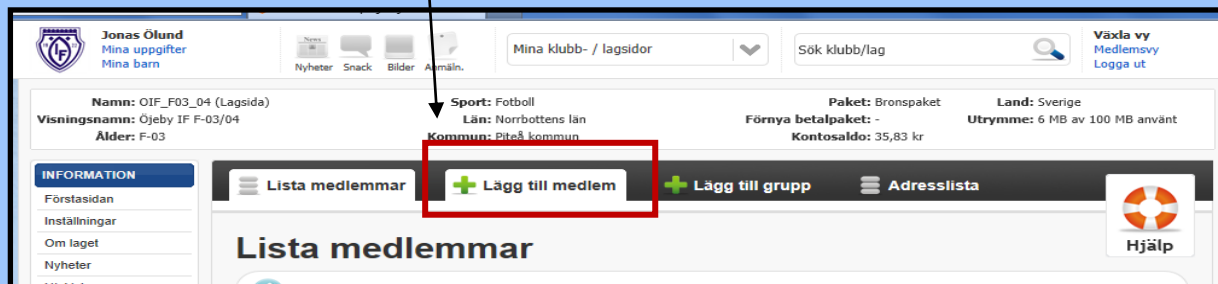 Jonas Ölund
Mina uppgifter
Mina barn
Nyheter Snack Bilder Anmäln.
Mina klubb- / lagsidor
Sök klubb/lag
Växla vy
Medlemsvy
Logga ut
Namn: OIF_F03_04 (Lagsida)
Visningsnamn: Öjeby IF F-03/04
Ålder: F-03
Sport: Fotboll
Län: Norrbottens län
Kommun: Piteå kommun
Paket: Bronspaket
Förnya betalpaket: -
Kontosaldo: 35,83 kr
Land: Sverige
Utrymme: 6 MB av 100 MB använt
INFORMATION
Förstasidan
Inställningar
Om laget
Nyheter
Lista medlemmar
Lägg till medlem
Lägg till grupp
Adresslista
Lista medlemmar
Hjälp